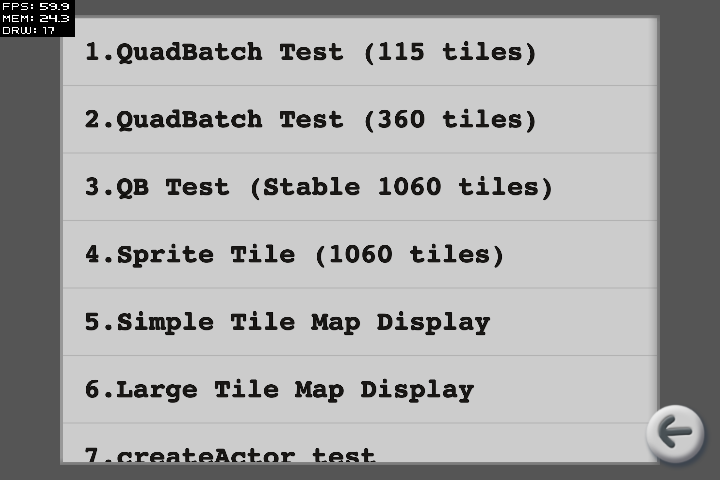 FPS: 59.9
MEM: 24.3
DRW: 17
1.QuadBatch Test (115 tiles)
2.QuadBatch Test (360 tiles)
3.QB Test (Stable 1060 tiles)
4.Sprite Tile (1060 tiles)
5.Simple Tile Map Display
6.Large Tile Map Display
7.createActor test